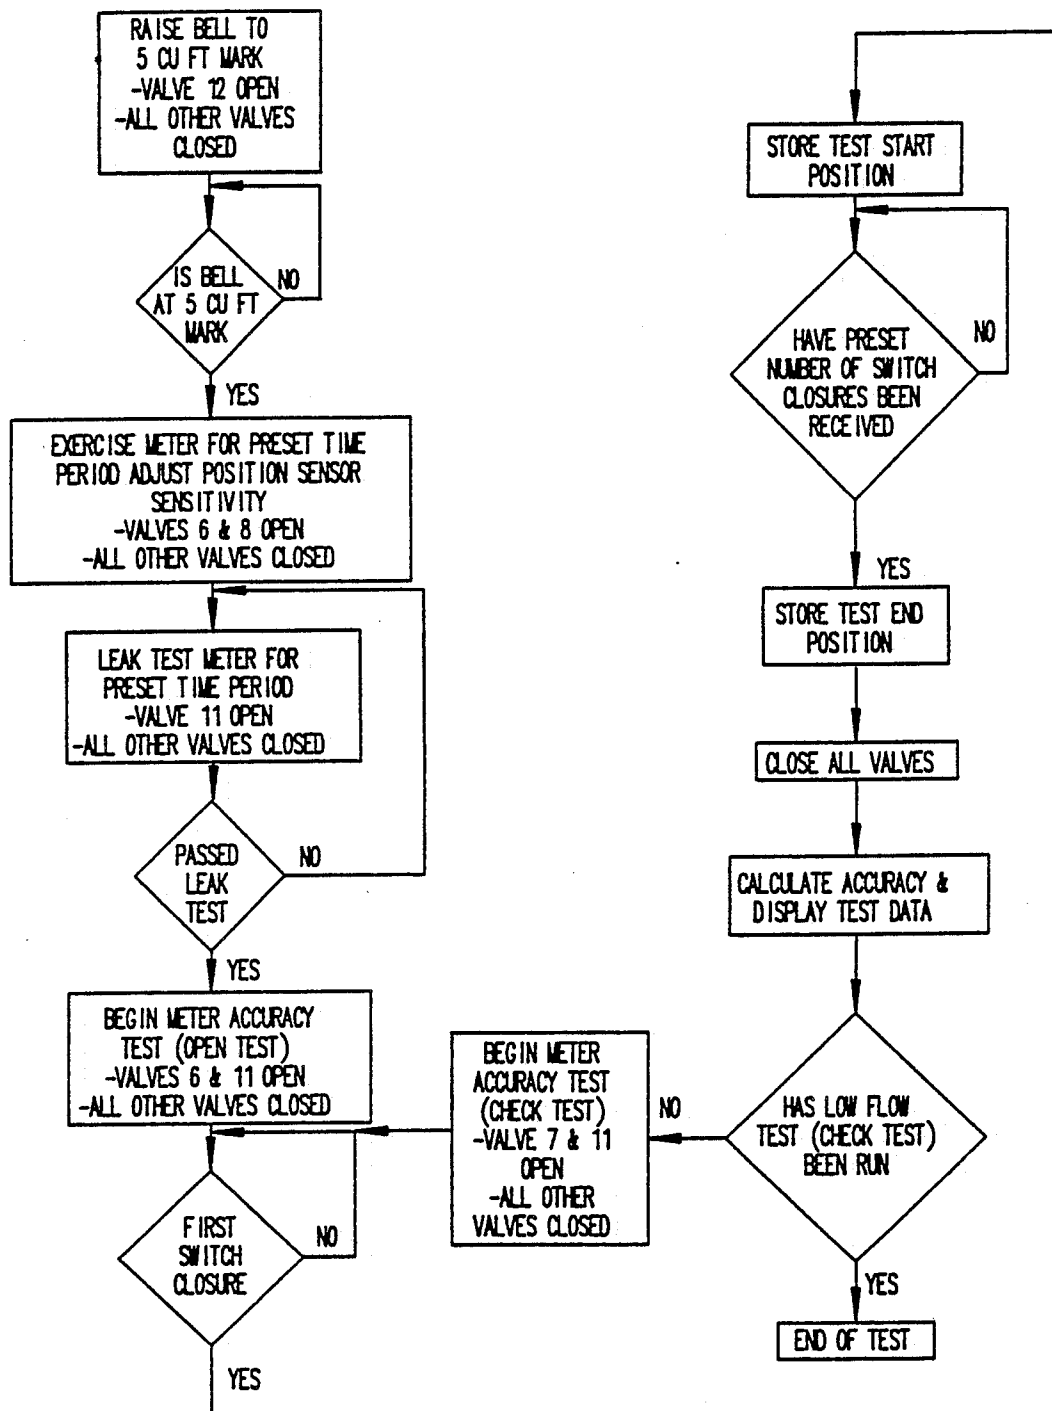 RAISE BELL TO
5 CU FT MARK
-VALVE 12 OPEN
-ALL OTHER VALVES
CLOSED
IS BELL
AT 5 CU FT
MARK
NO
YES
EXERCISE METER FOR PRESET TIME
PERIOD ADJUST POSITION SENSOR
SENSITIVITY
-VALVES 6 & 8 OPEN
-ALL OTHER VALVES CLOSED
LEAK TEST METER FOR
PRESET TIME PERIOD
-VALVE 11 OPEN
-ALL OTHER VALVES CLOSED
PASSED
LEAK
TEST
NO
YES
BEGIN METER ACCURACY
TEST (OPEN TEST)
-VALVES 6 & 11 OPEN
-ALL OTHER VALVES CLOSED
FIRST
SWITCH
CLOSURE
NO
YES
STORE TEST START
POSITION
HAVE PRESET
NUMBER OF SWITCH
CLOSURES BEEN
RECEIVED
NO
YES
STORE TEST END
POSITION
CLOSE ALL VALVES
CALCULATE ACCURACY &
DISPLAY TEST DATA
HAS LOW FLOW
TEST (CHECK TEST)
BEEN RUN
NO
BEGIN METER
ACCURACY TEST
(CHECK TEST)
-VALVE 7 & 11
OPEN
-ALL OTHER
VALVES CLOSED
YES
END OF TEST